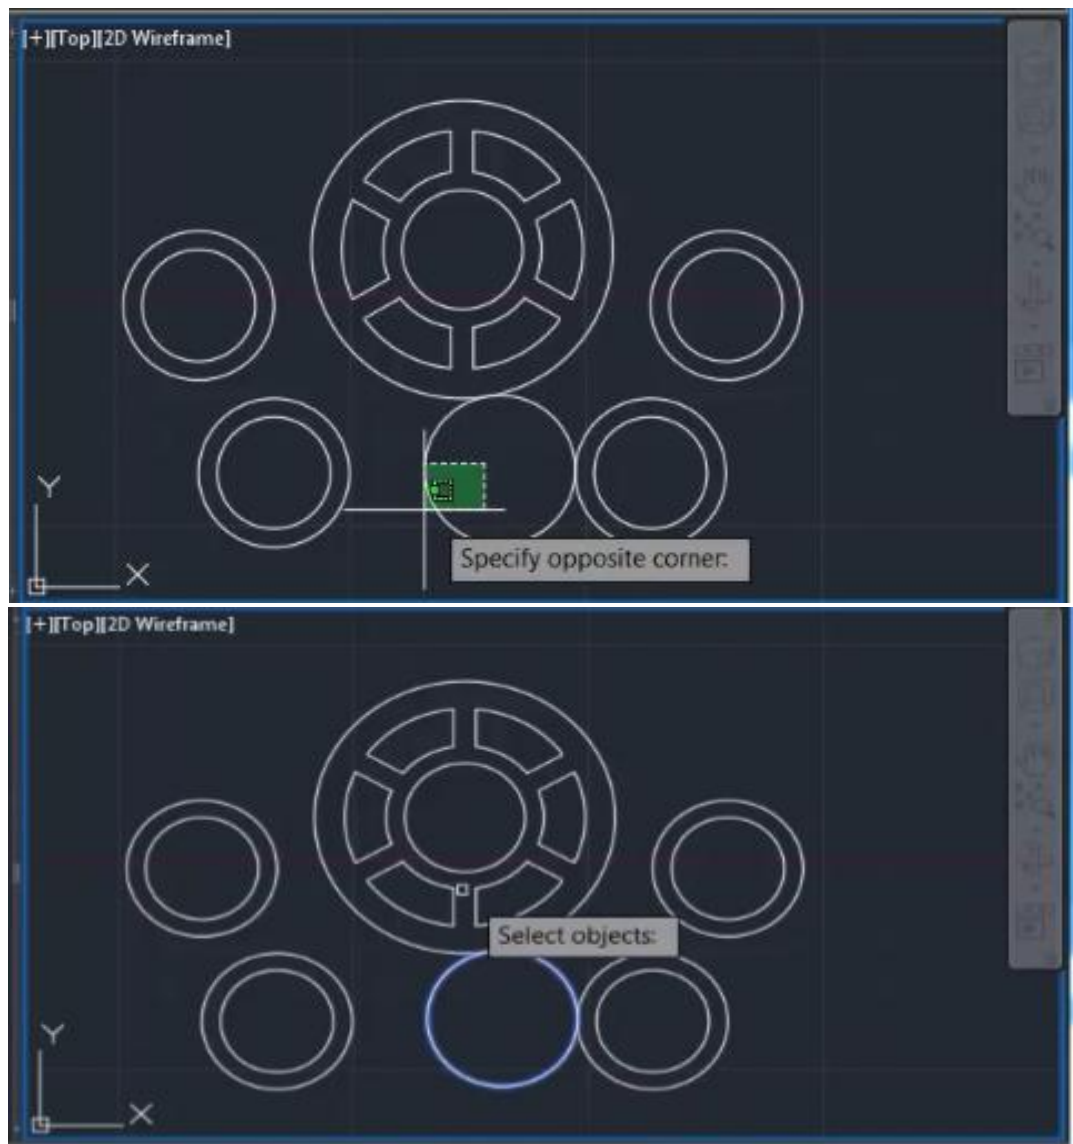 [+][Top][2D Wireframe]
Y
X
Specify opposite corner:
[+][Top][2D Wireframe]
Select objects:
Y
X